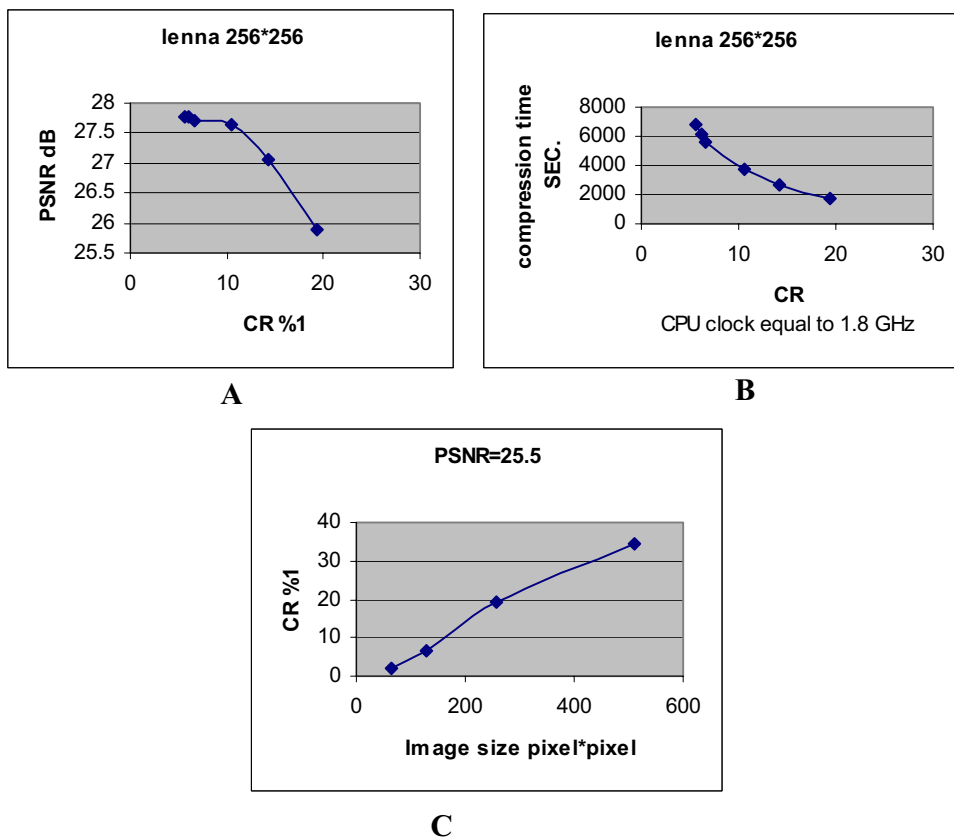 lenna 256*256
PSNR dB
28
27.5
27
26.5
26
25.5
0
10
20
30
CR %1
A
lenna 256*256
compression time
SEC.
8000
6000
4000
2000
0
0
10
20
30
CR
CPU clock equal to 1.8 GHz
B
PSNR=25.5
CR %1
40
30
20
10
0
0
200
400
600
Image size pixel*pixel
C